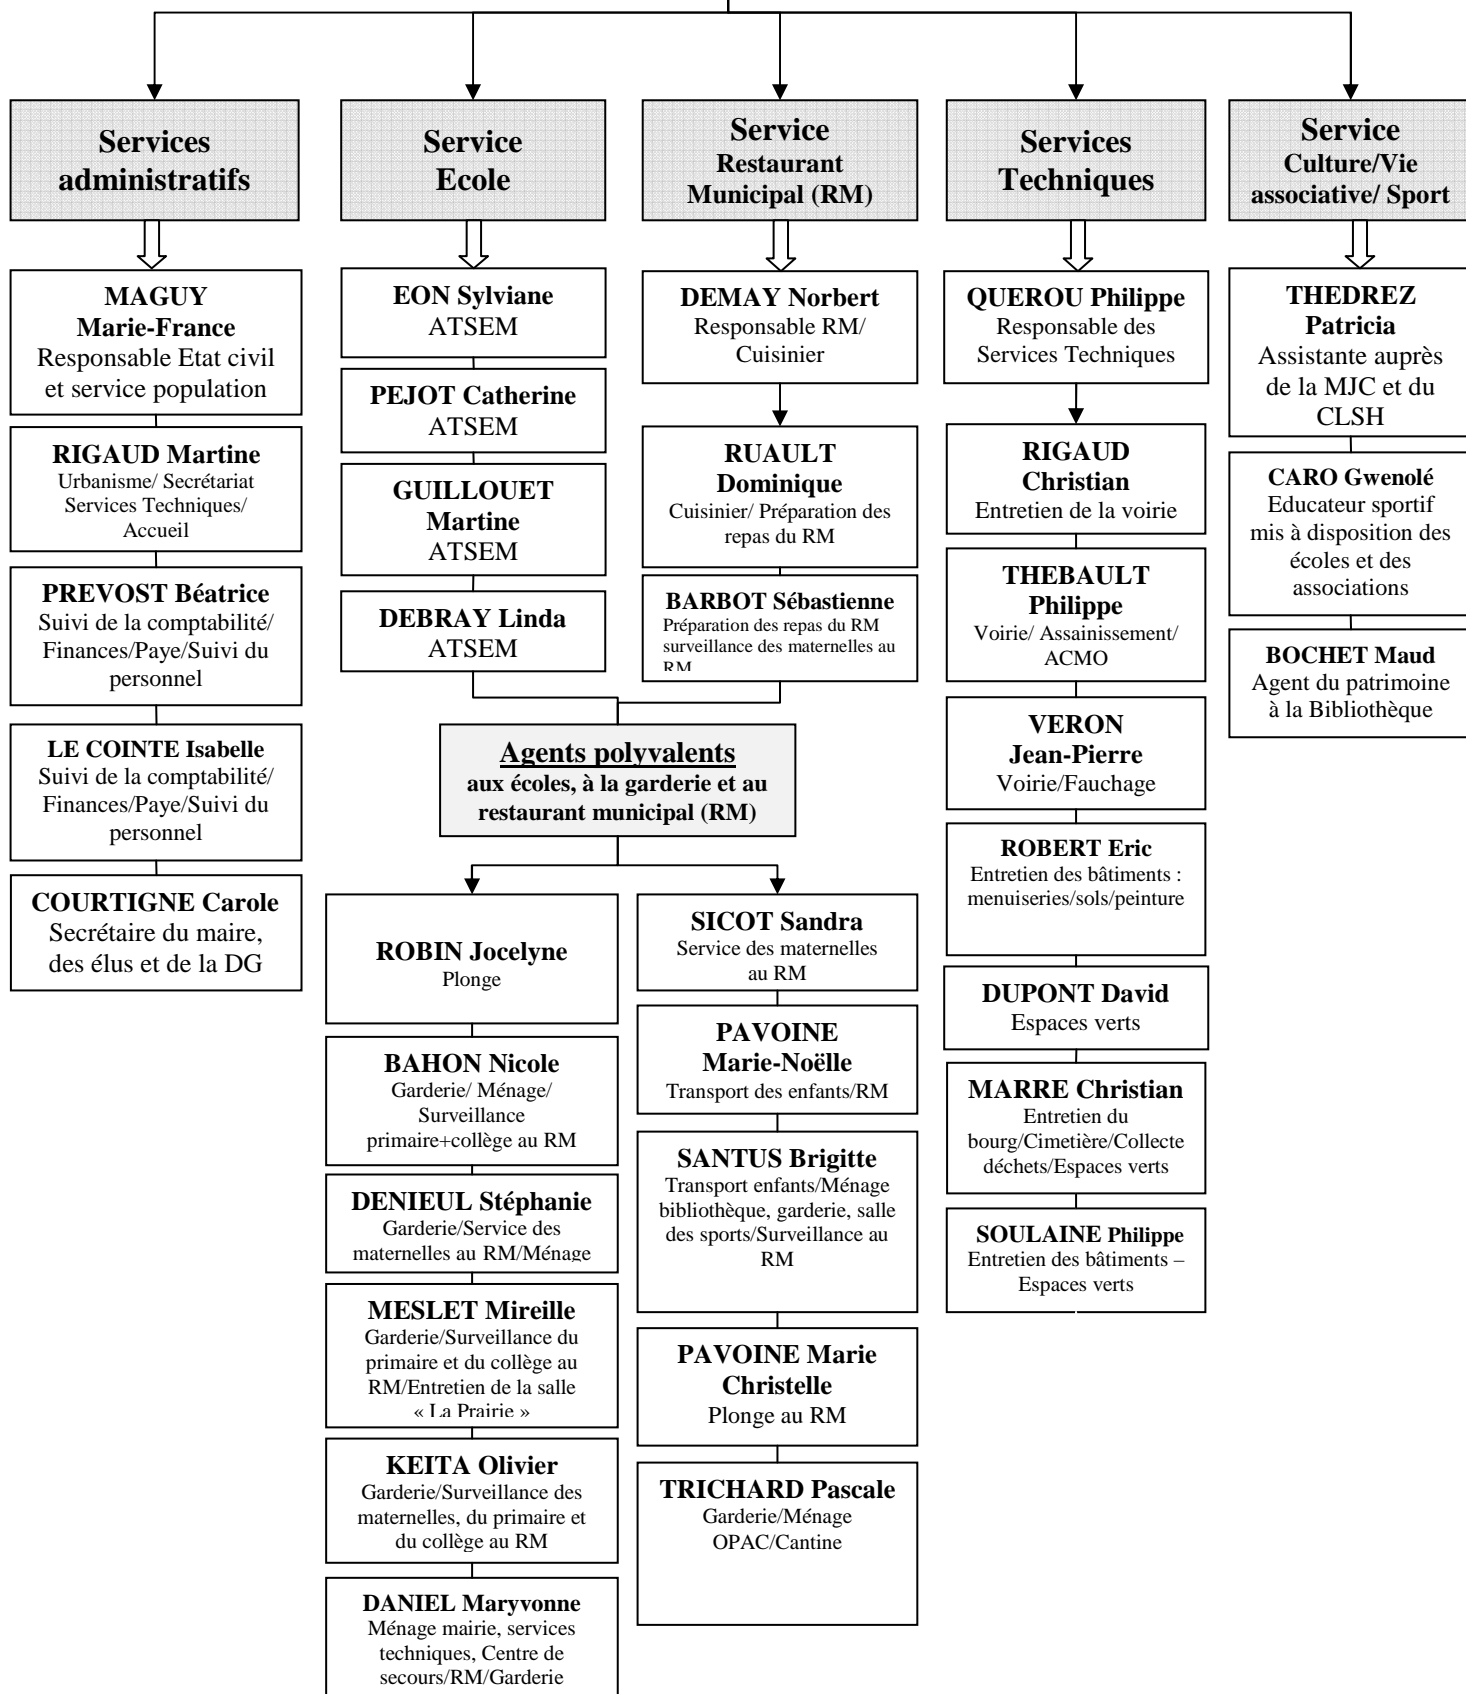 Services
administratifs
Service
Ecole
Service
Restaurant
Municipal (RM)
Services
Techniques
Service
Culture/Vie
associative/ Sport
MAGUY
Marie-France
Responsable Etat civil
et service population
RIGAUD Martine
Urbanisme/ Secrétariat
Services Techniques/
Accueil
PREVOST Béatrice
Suivi de la comptabilité/
Finances/Paye/Suivi du
personnel
LE COINTE Isabelle
Suivi de la comptabilité/
Finances/Paye/Suivi du
personnel
COURTIGNE Carole
Secrétaire du maire,
des élus et de la DG
EON Sylviane
ATSEM
PEJOT Catherine
ATSEM
GUILLOUET
Martine
ATSEM
DEBRAY Linda
ATSEM
DEMAY Norbert
Responsable RM/
Cuisinier
RUAULT
Dominique
Cuisinier/ Préparation des
repas du RM
BARBOT Sébastienne
Préparation des repas du RM
surveillance des maternelles au
RM
Agents polyvalents
aux écoles, à la garderie et au
restaurant municipal (RM)
ROBIN Jocelyne
Plonge
BAHON Nicole
Garderie/ Ménage/
Surveillance
primaire+collège au RM
DENIEUL Stéphanie
Garderie/Service des
maternelles au RM/Ménage
MESLET Mireille
Garderie/Surveillance du
primaire et du collège au
RM/Entretien de la salle
« La Prairie »
KEITA Olivier
Garderie/Surveillance des
maternelles, du primaire et
du collège au RM
DANIEL Maryvonne
Ménage mairie, services
techniques, Centre de
secours/RM/Garderie
SICOT Sandra
Service des maternelles
au RM
PAVOINE
Marie-Noëlle
Transport des enfants/RM
SANTUS Brigitte
Transport enfants/Ménage
bibliothèque, garderie, salle
des sports/Surveillance au
RM
PAVOINE Marie
Christelle
Plonge au RM
TRICHARD Pascale
Garderie/Ménage
OPAC/Cantine
QUEROU Philippe
Responsable des
Services Techniques
RIGAUD
Christian
Entretien de la voirie
THEBAULT
Philippe
Voirie/ Assainissement/
ACMO
VERON
Jean-Pierre
Voirie/Fauchage
ROBERT Eric
Entretien des bâtiments :
menuiseries/sols/peinture
DUPONT David
Espaces verts
MARRE Christian
Entretien du
bourg/Cimetière/Collecte
déchets/Espaces verts
SOULAINE Philippe
Entretien des bâtiments –
Espaces verts
THEDREZ
Patricia
Assistante auprès
de la MJC et du
CLSH
CARO Gwenolé
Educateur sportif
mis à disposition des
écoles et des
associations
BOCHET Maud
Agent du patrimoine
à la Bibliothèque